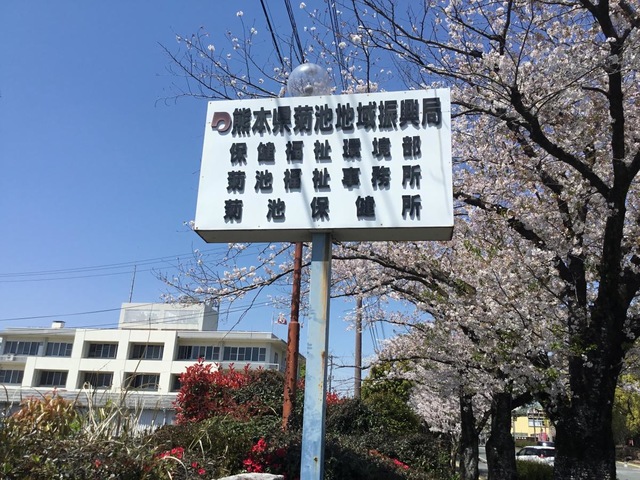 熊本県菊池地域振興局
保健福祉環境部
菊池福祉事務所
菊池保健所